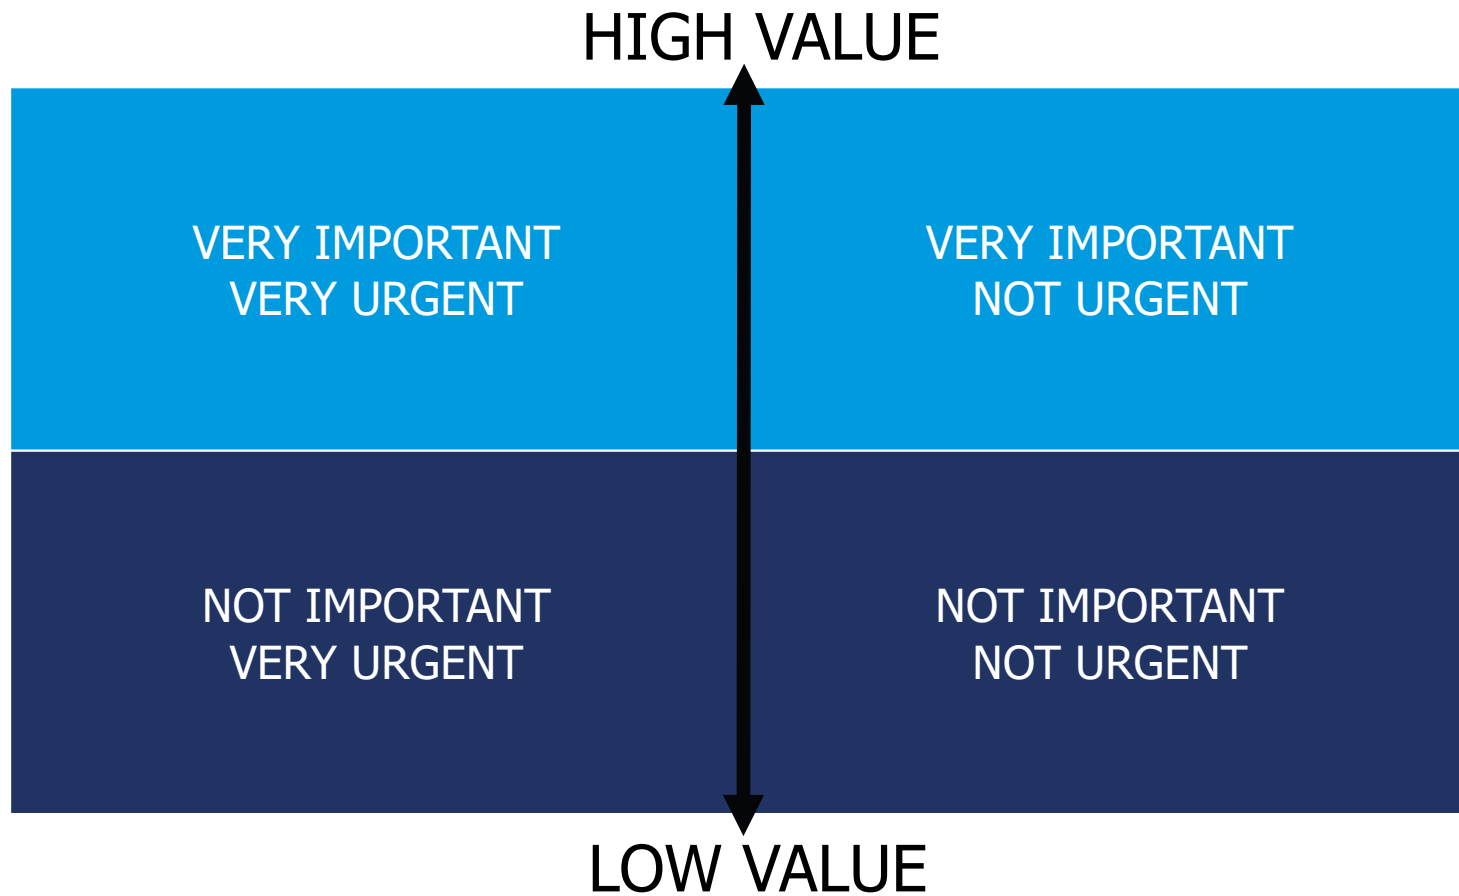 HIGH VALUE
VERY IMPORTANT
VERY URGENT
VERY IMPORTANT
NOT URGENT
NOT IMPORTANT
VERY URGENT
NOT IMPORTANT
NOT URGENT
LOW VALUE